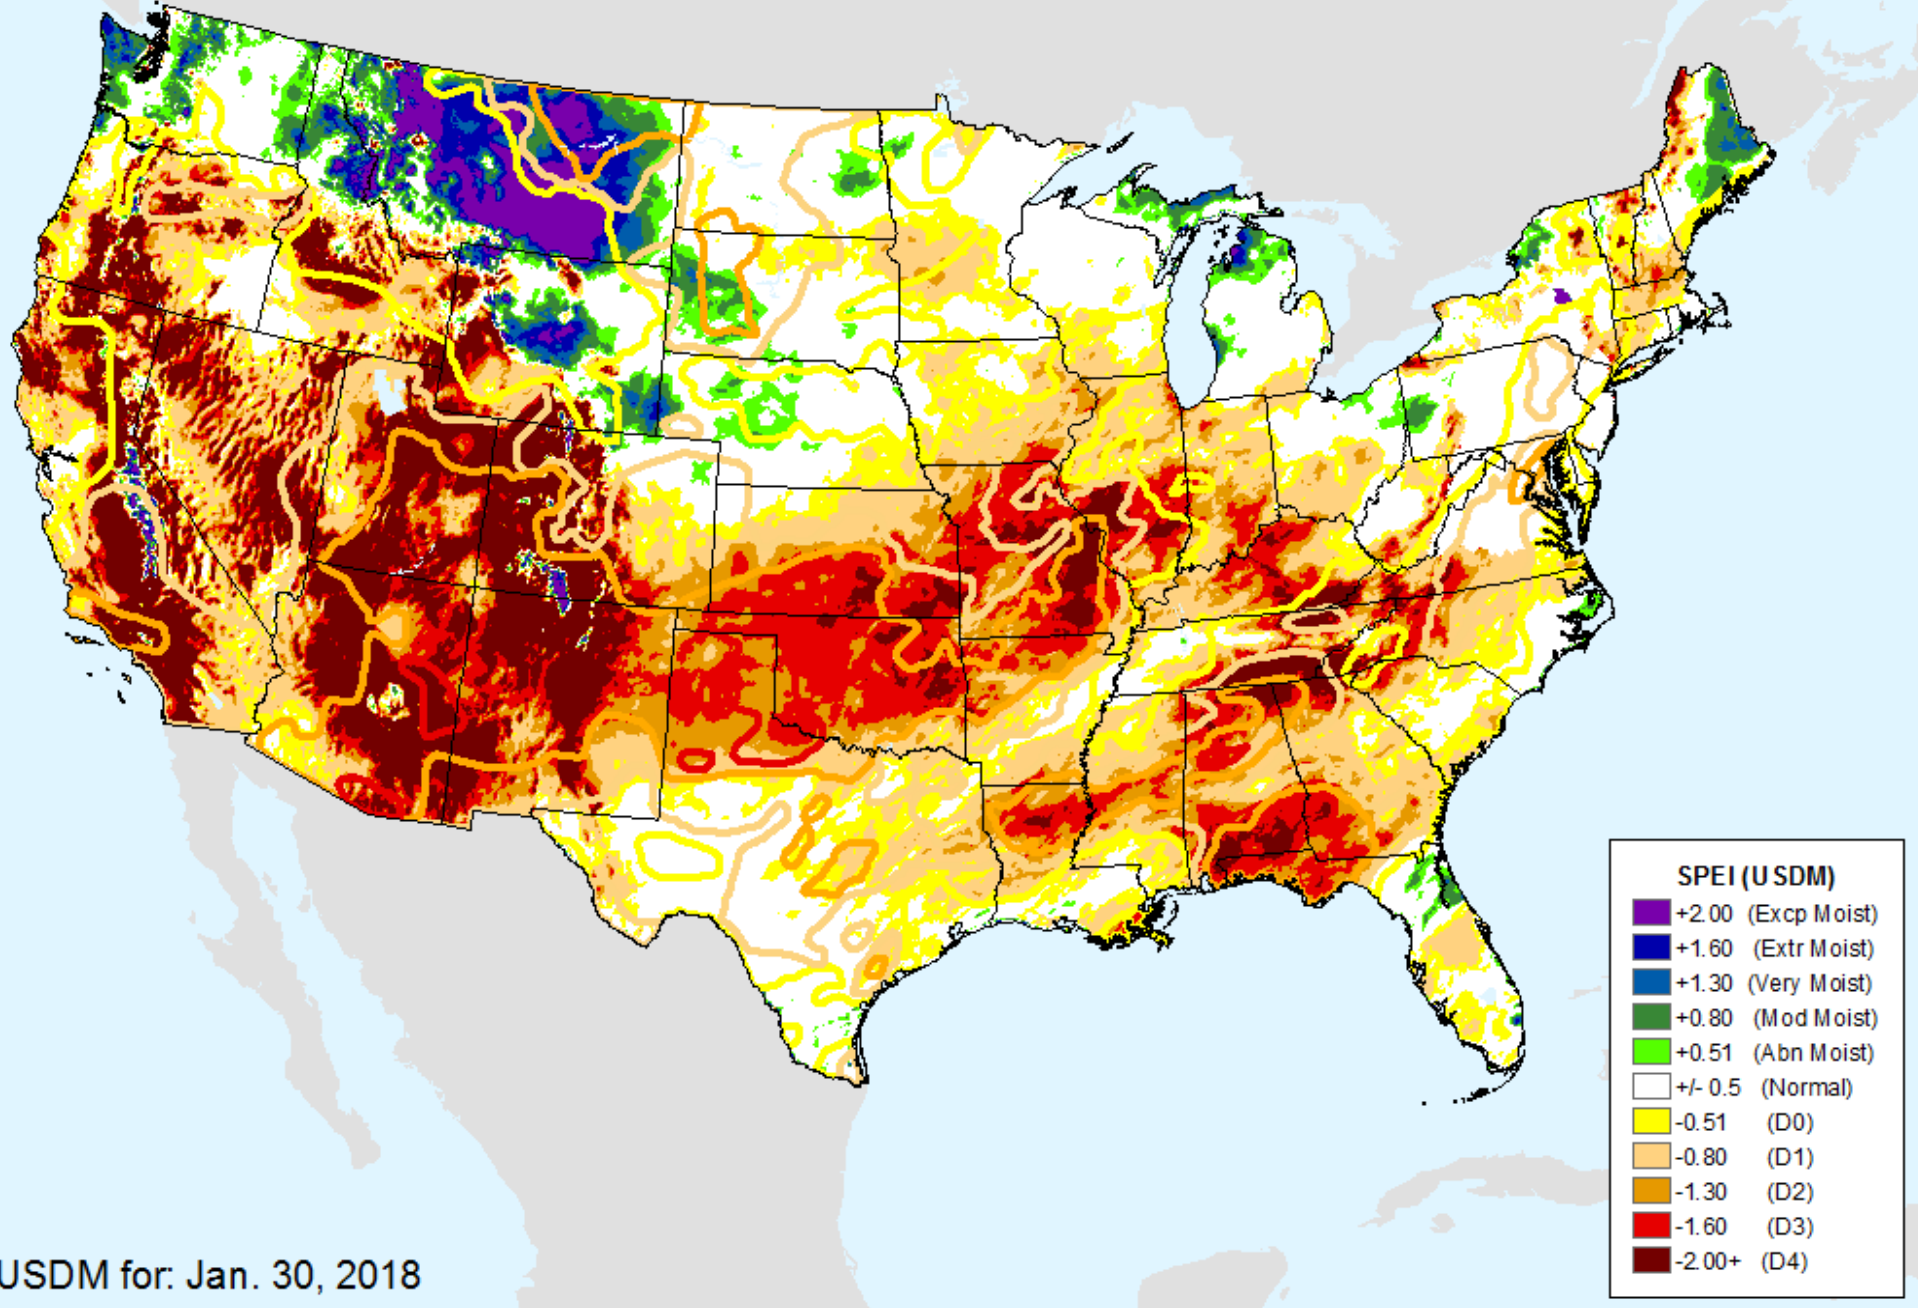 SPEI (USDM)
+2.00 (Excp Moist)
+1.60 (Extr Moist)
+1.30 (Very Moist)
+0.80 (Mod Moist)
+0.51 (Abn Moist)
+/- 0.5 (Normal)
-0.51 (D0)
-0.80 (D1)
-1.30 (D2)
-1.60 (D3)
-2.00+ (D4)
USDM for: Jan. 30, 2018